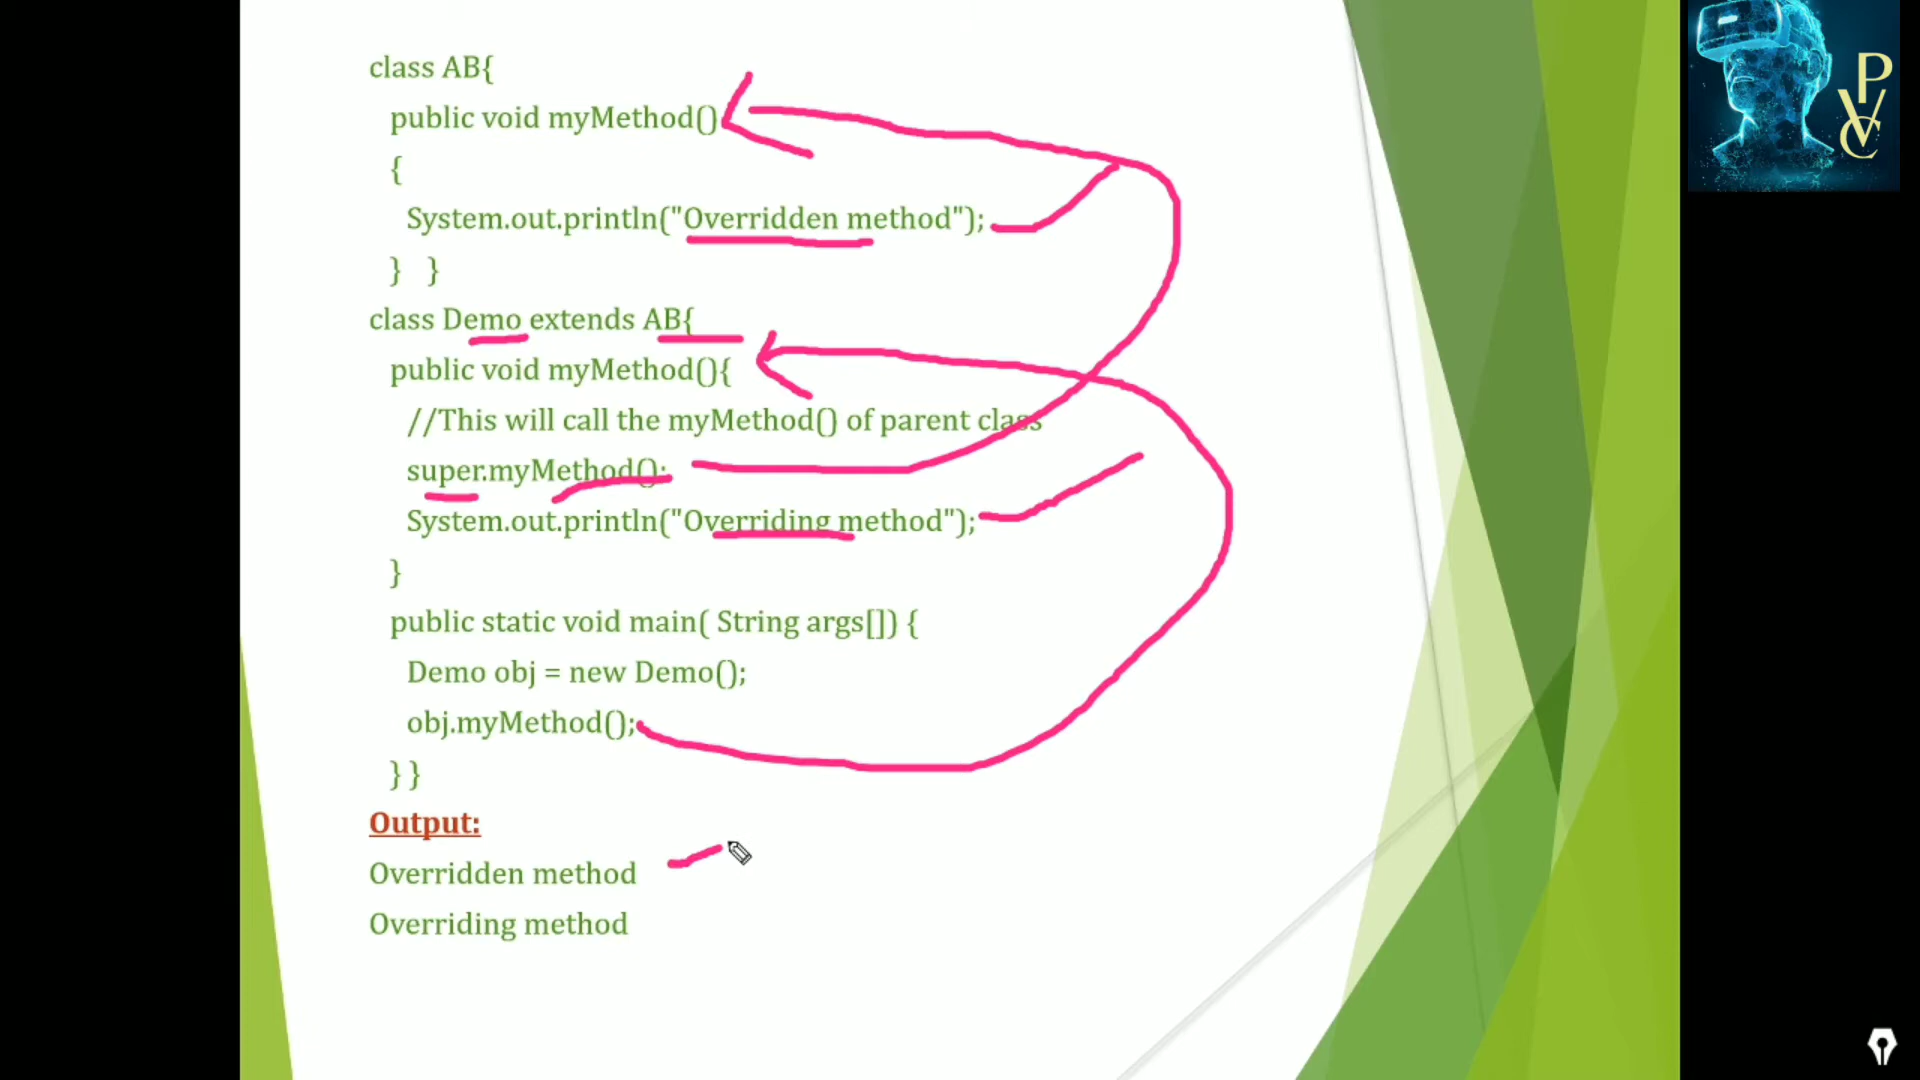 class AB{
public void myMethod()
{
System.out.println("Overridden method");
} }
class Demo extends AB{
public void myMethod(){
//This will call the myMethod() of parent class
super.myMethod();
System.out.println("Overriding method");
}
public static void main( String args[]) {
Demo obj = new Demo();
obj.myMethod();
} }
Output:
Overridden method
Overriding method
PVC